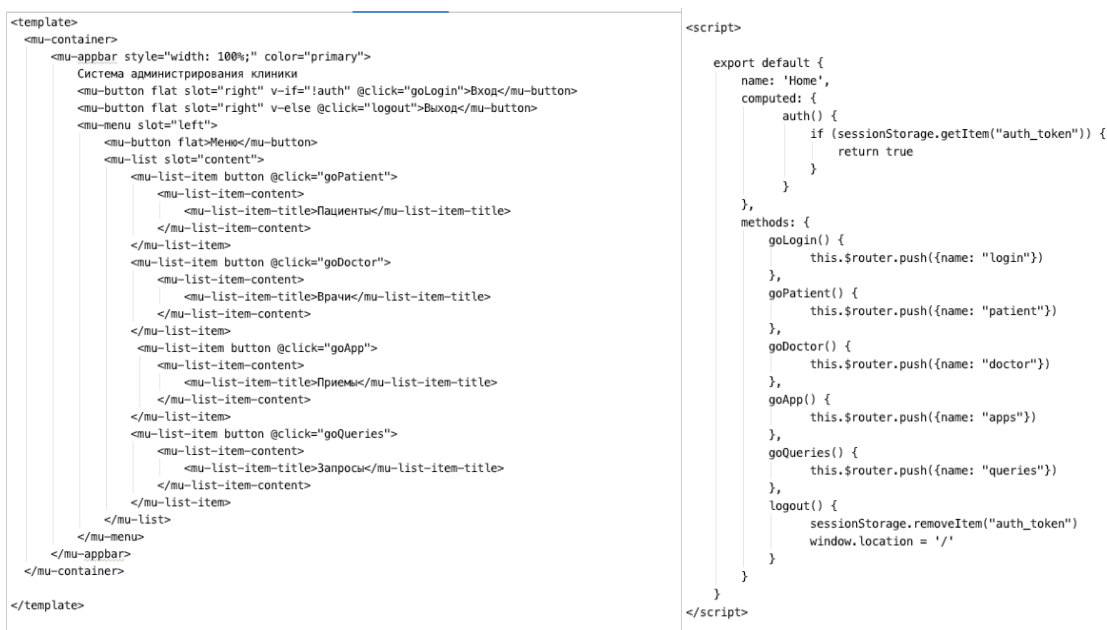 <template>
<mu-container>
<mu-appbar style="width: 100%;" color="primary">
Система администрирования клиники
<mu-button flat slot="right" v-if="!auth" @click="goLogin">Вход</mu-button>
<mu-button flat slot="right" v-else @click="logout">Выход</mu-button>
<mu-menu slot="left">
<mu-button flat>Меню</mu-button>
<mu-list slot="content">
<mu-list-item button @click="goPatient">
<mu-list-item-content>
<mu-list-item-title>Пациенты</mu-list-item-title>
</mu-list-item-content>
</mu-list-item>
<mu-list-item button @click="goDoctor">
<mu-list-item-content>
<mu-list-item-title>Врачи</mu-list-item-title>
</mu-list-item-content>
</mu-list-item>
<mu-list-item button @click="goApp">
<mu-list-item-content>
<mu-list-item-title>Приемы</mu-list-item-title>
</mu-list-item-content>
</mu-list-item>
<mu-list-item button @click="goQueries">
<mu-list-item-content>
<mu-list-item-title>Запросы</mu-list-item-title>
</mu-list-item-content>
</mu-list-item>
</mu-list>
</mu-menu>
</mu-appbar>
</mu-container>
</template>
<script>
export default {
name: 'Home',
computed: {
auth() {
if (sessionStorage.getItem("auth_token")) {
return true
}
}
},
methods: {
goLogin() {
this.$router.push({name: "login"})
},
goPatient() {
this.$router.push({name: "patient"})
},
goDoctor() {
this.$router.push({name: "doctor"})
},
goApp() {
this.$router.push({name: "apps"})
},
goQueries() {
this.$router.push({name: "queries"})
},
logout() {
sessionStorage.removeItem("auth_token")
window.location = '/'
}
}
}
</script>